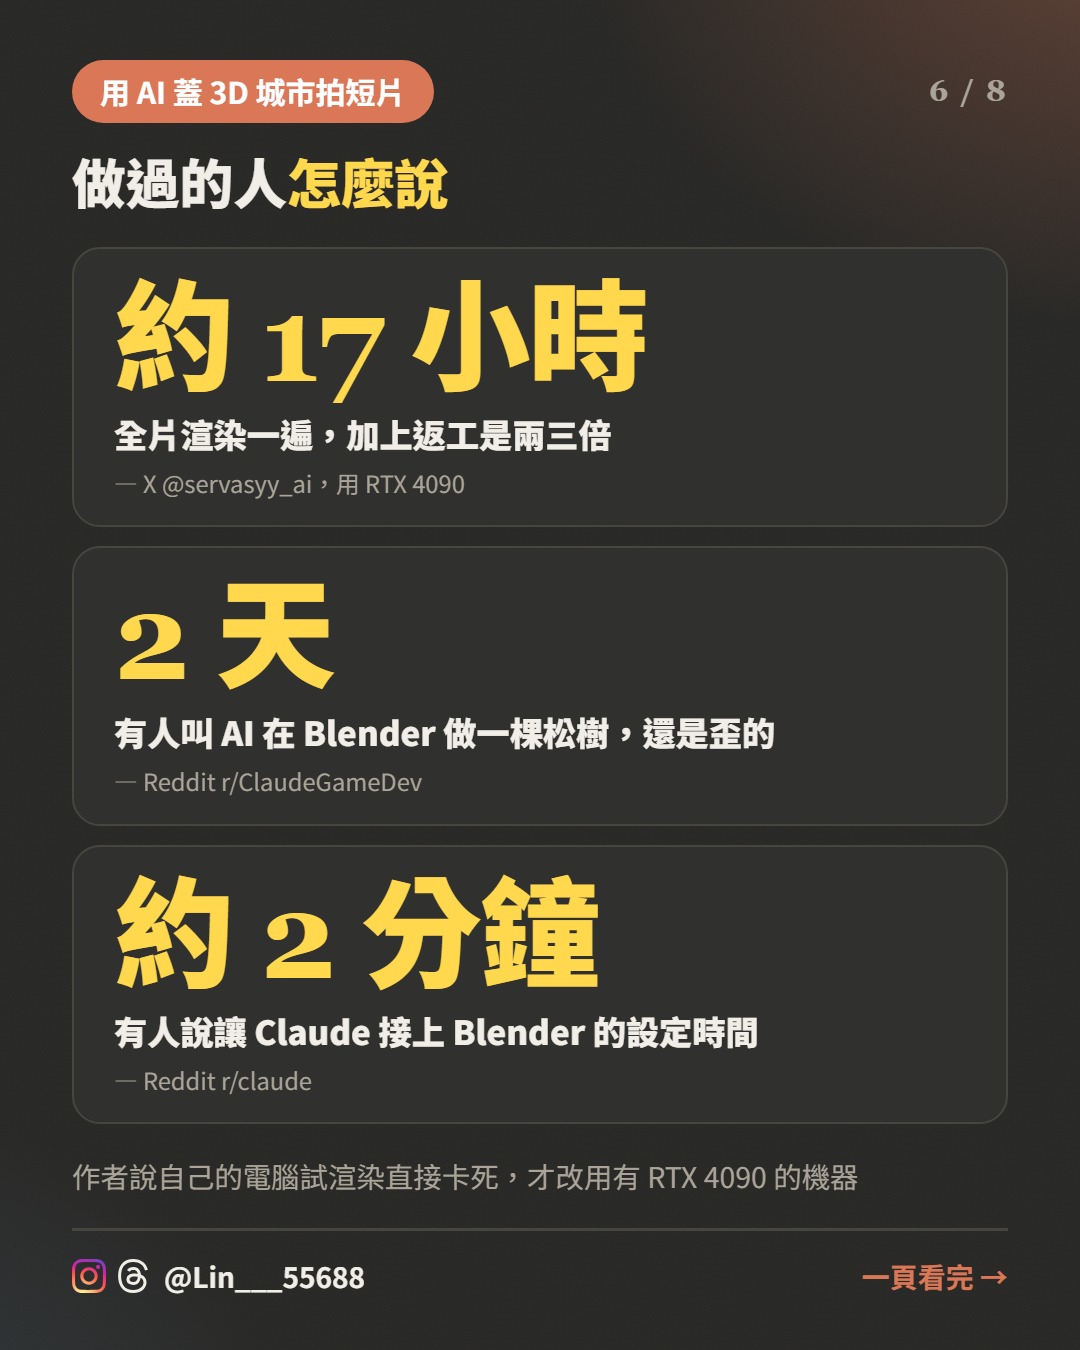 用 AI 蓋 3D 城市拍短片
6 / 8
做過的人怎麼說
約 17 小時
全片渲染一遍，加上返工是兩三倍
— X @servasyy_ai，用 RTX 4090
2 天
有人叫 AI 在 Blender 做一棵松樹，還是歪的
— Reddit r/ClaudeGameDev
約 2 分鐘
有人說讓 Claude 接上 Blender 的設定時間
— Reddit r/claude
作者說自己的電腦試渲染直接卡死，才改用有 RTX 4090 的機器
@Lin___55688
一頁看完 →